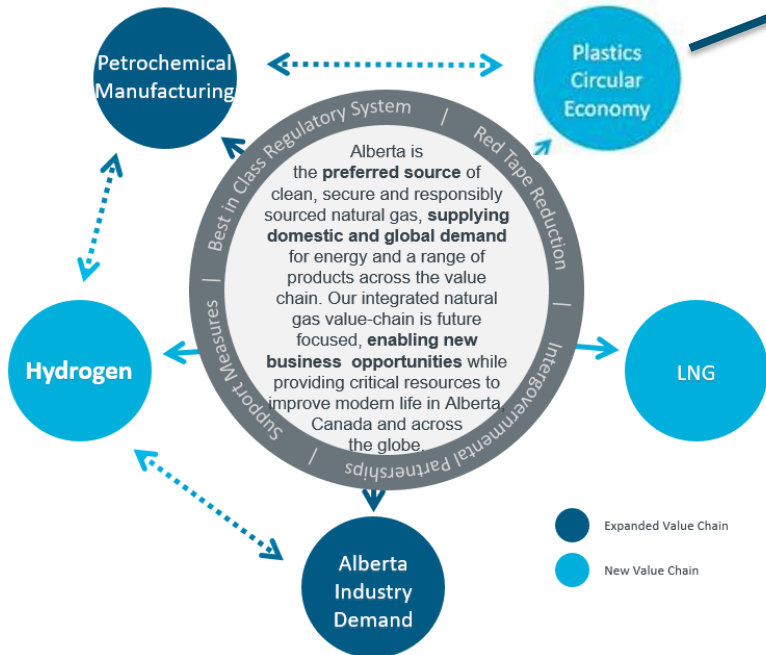 Petrochemical
Manufacturing
Plastics
Circular
Economy
Best in Class Regulatory System | Red Tape Reduction | Intergovernmental Partnerships | Support Measures |
Alberta is
the preferred source of
clean, secure and responsibly
sourced natural gas, supplying
domestic and global demand
for energy and a range of
products across the value
chain. Our integrated natural
gas value-chain is future
focused, enabling new
business opportunities while
providing critical resources to
improve modern life in Alberta,
Canada and across
the globe.
Hydrogen
LNG
Alberta
Industry
Demand
Expanded Value Chain
New Value Chain